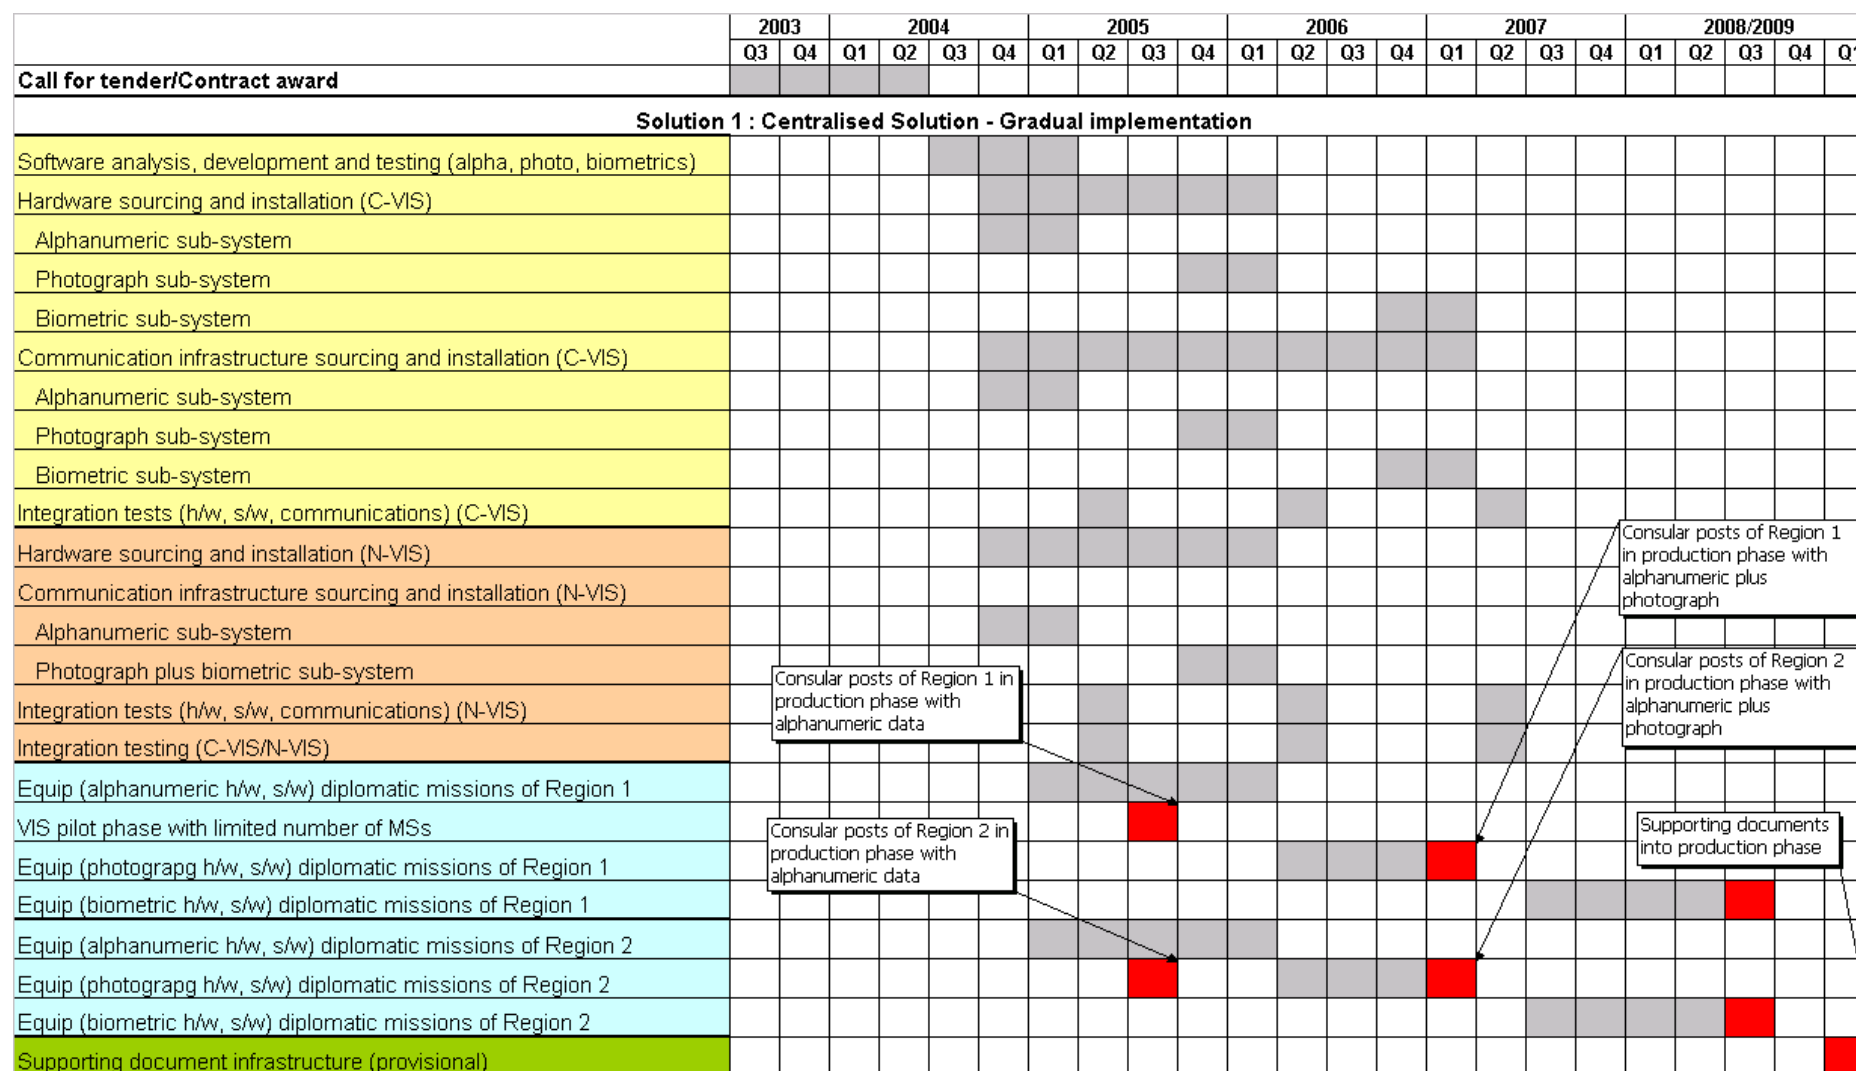 2003 2004 2005 2006 2007 2008/2009
Q3 Q4 Q1 Q2 Q3 Q4 Q1 Q2 Q3 Q4 Q1 Q2 Q3 Q4 Q1 Q2 Q3 Q4 Q1 Q2 Q3 Q4
Call for tender/Contract award
Solution 1 : Centralised Solution - Gradual implementation
Software analysis, development and testing (alpha, photo, biometrics)
Hardware sourcing and installation (C-VIS)
Alphanumeric sub-system
Photograph sub-system
Biometric sub-system
Communication infrastructure sourcing and installation (C-VIS)
Alphanumeric sub-system
Photograph sub-system
Biometric sub-system
Integration tests (h/w, s/w, communications) (C-VIS)
Hardware sourcing and installation (N-VIS)
Communication infrastructure sourcing and installation (N-VIS)
Alphanumeric sub-system
Photograph plus biometric sub-system
Integration tests (h/w, s/w, communications) (N-VIS)
Integration testing (C-VIS/N-VIS)
Equip (alphanumeric h/w, s/w) diplomatic missions of Region 1
VIS pilot phase with limited number of MSs
Equip (photograpg h/w, s/w) diplomatic missions of Region 1
Equip (biometric h/w, s/w) diplomatic missions of Region 1
Equip (alphanumeric h/w, s/w) diplomatic missions of Region 2
Equip (photograpg h/w, s/w) diplomatic missions of Region 2
Equip (biometric h/w, s/w) diplomatic missions of Region 2
Supporting document infrastructure (provisional)
Consular posts of Region 1
in production phase with
alphanumeric plus
photograph
Consular posts of Region 2
in production phase with
alphanumeric plus
photograph
Consular posts of Region 1 in
production phase with
alphanumeric data
Consular posts of Region 2 in
production phase with
alphanumeric data
Supporting documents
into production phase